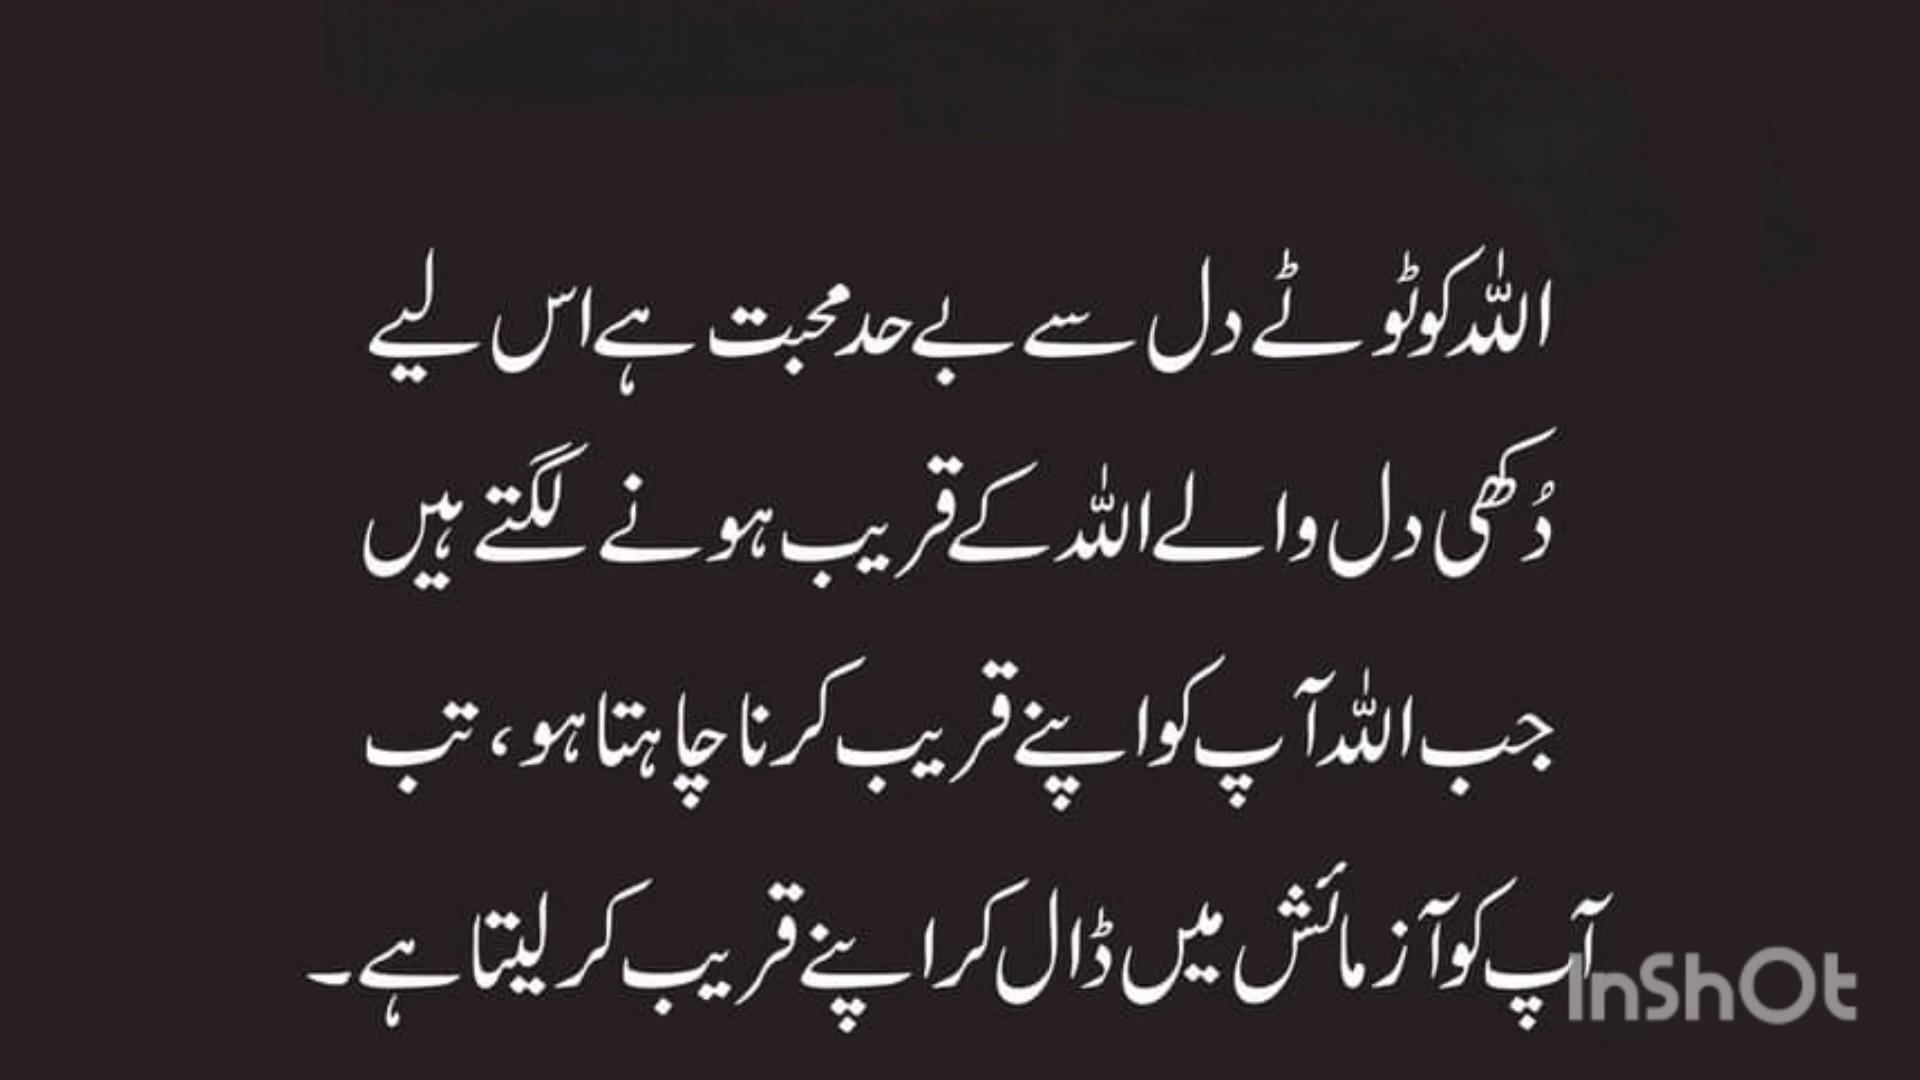 اللہ کو ٹوٹے دل سے بے حد محبت ہے اس لیے
دُکھی دل والے اللہ کے قریب ہونے لگتے ہیں
جب اللہ آپ کو اپنے قریب کرنا چاہتا ہو، تب
آپ کو آزمائش میں ڈال کر اپنے قریب کر لیتا ہے۔
InShOt